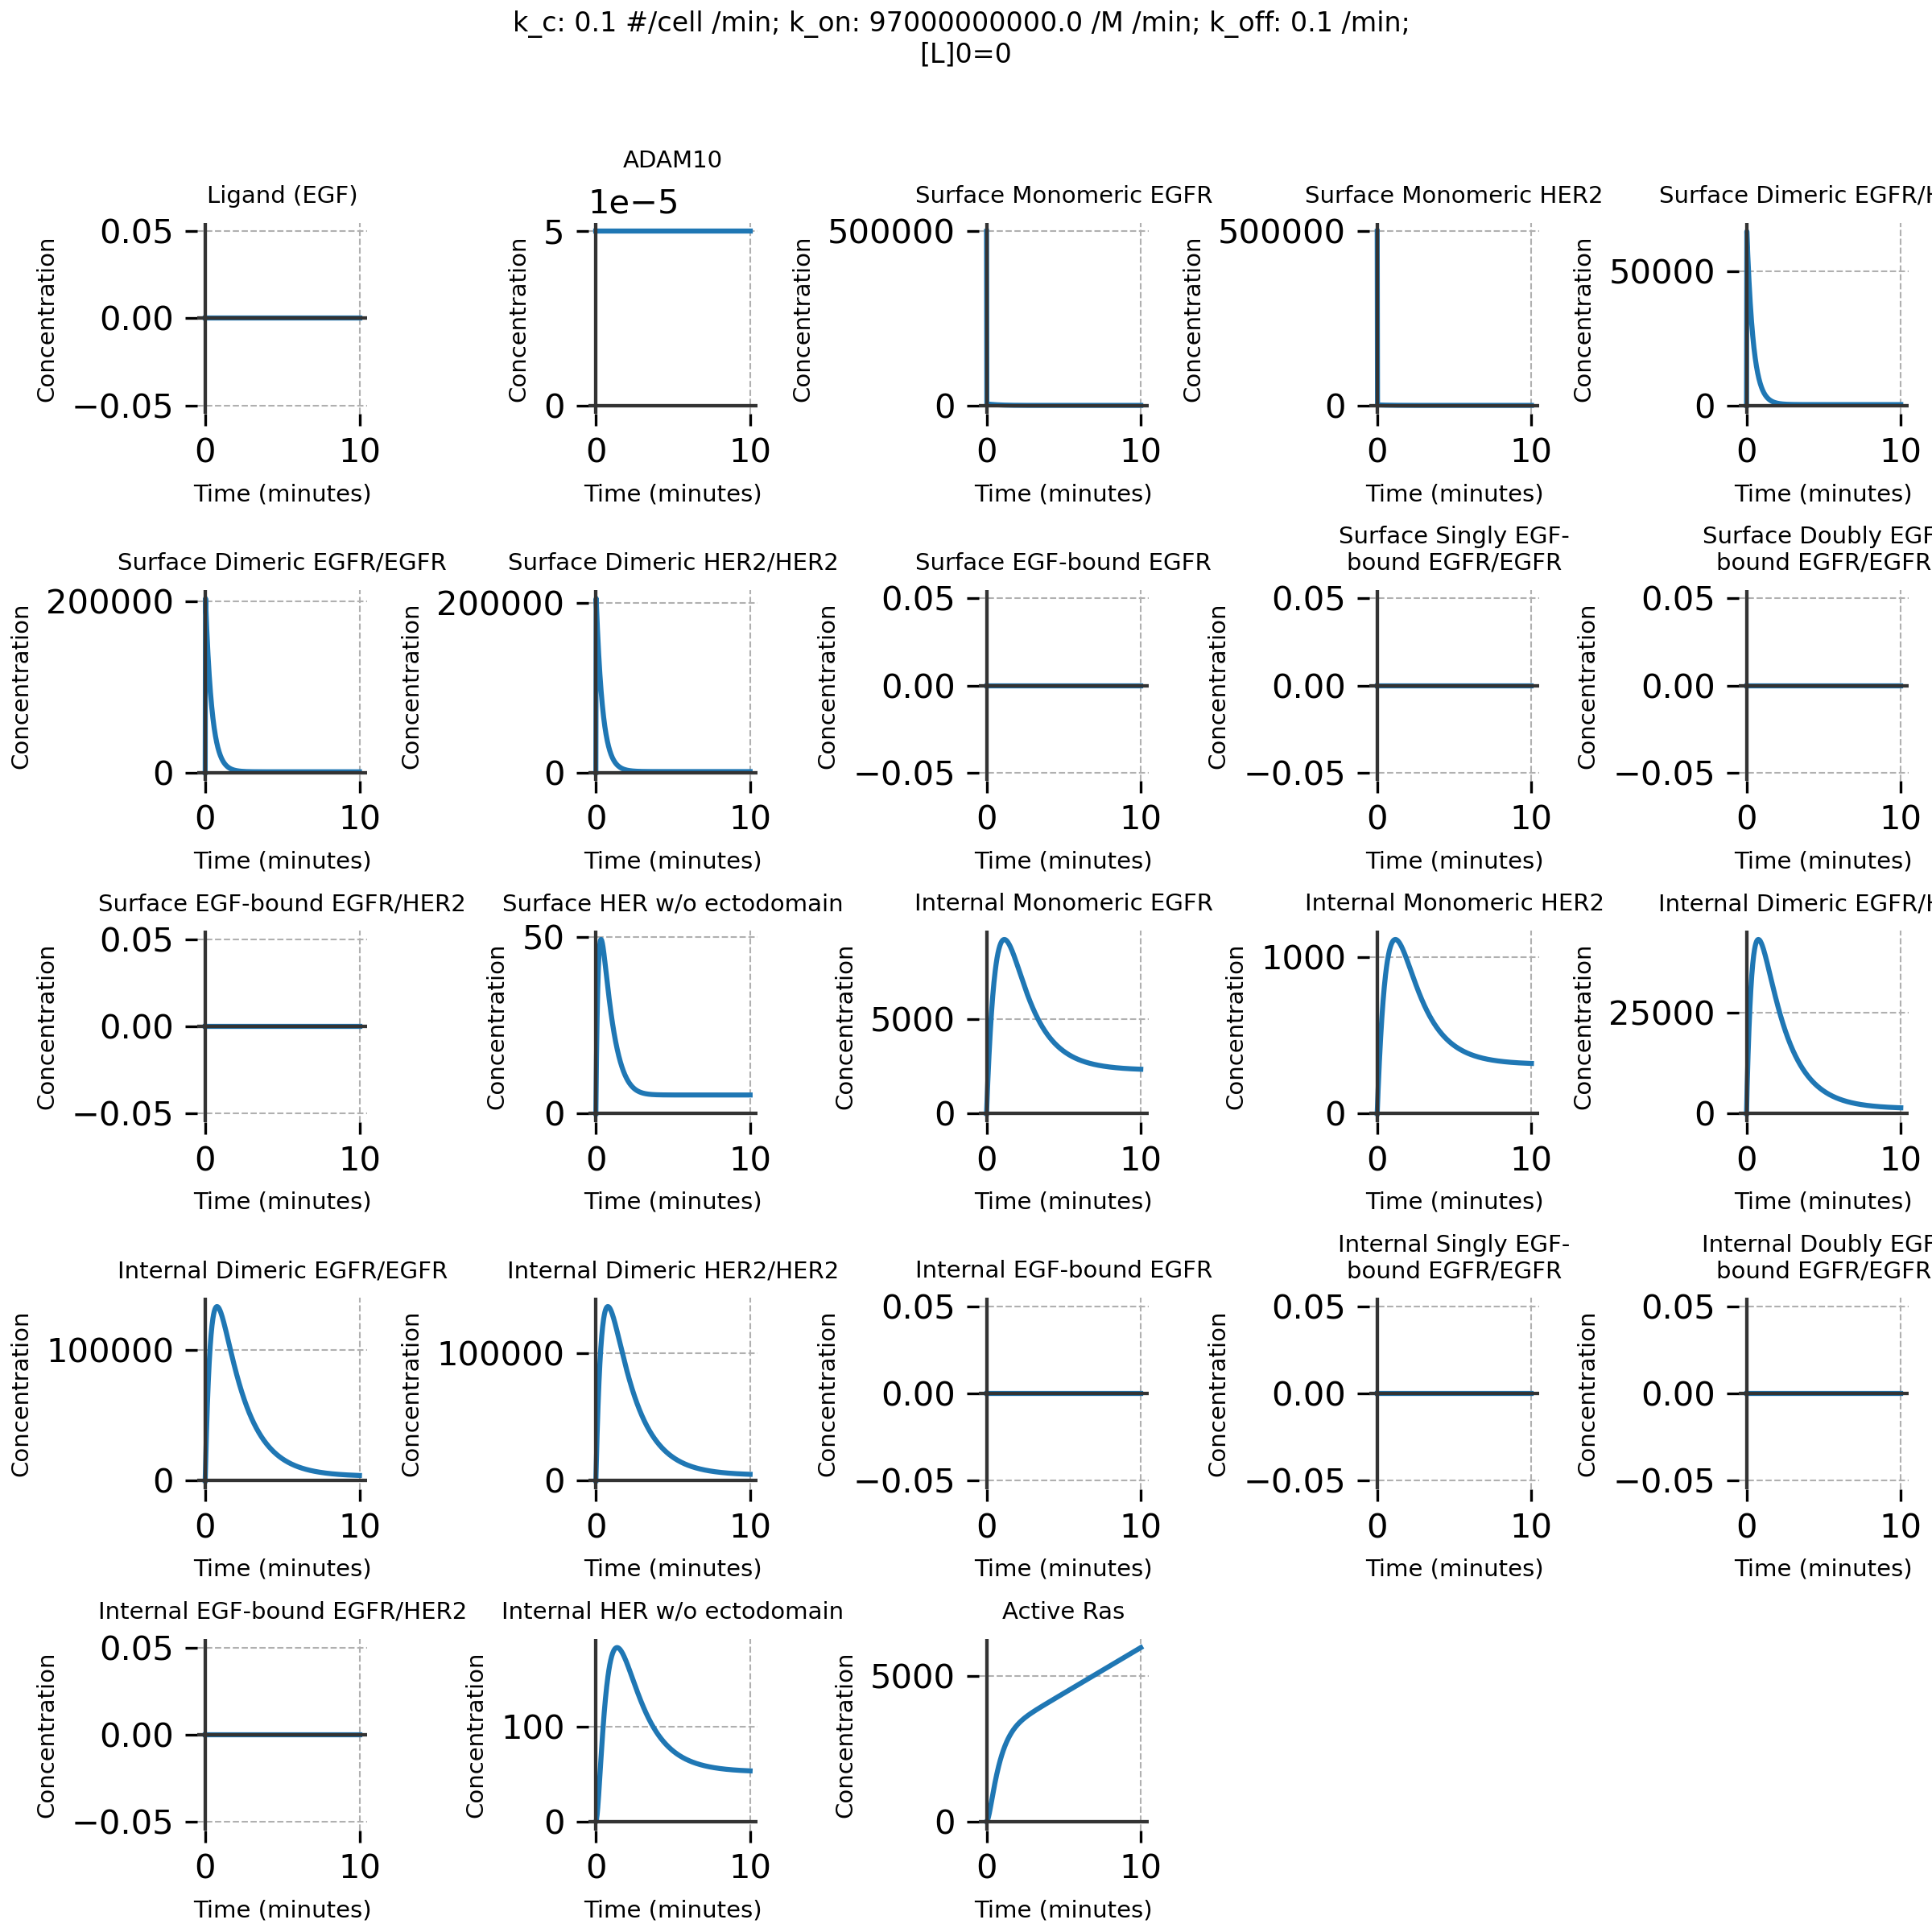 k_c: 0.1 #/cell /min; k_on: 97000000000.0 /M /min; k_off: 0.1 /min;
[L]0=0
Ligand (EGF)
0.05
0.00
−0.05
0
10
Concentration
Time (minutes)
ADAM10
1e−5
5
0
0
10
Concentration
Time (minutes)
Surface Monomeric EGFR
500000
0
0
10
Concentration
Time (minutes)
Surface Monomeric HER2
500000
0
0
10
Concentration
Time (minutes)
Surface Dimeric EGFR/H
50000
0
0
10
Concentration
Time (minutes)
Surface Dimeric EGFR/EGFR
200000
0
0
10
Concentration
Time (minutes)
Surface Dimeric HER2/HER2
200000
0
0
10
Concentration
Time (minutes)
Surface EGF-bound EGFR
0.05
0.00
−0.05
0
10
Concentration
Time (minutes)
Surface Singly EGF-
bound EGFR/EGFR
0.05
0.00
−0.05
0
10
Concentration
Time (minutes)
Surface Doubly EGF
bound EGFR/EGFR
0.05
0.00
−0.05
0
10
Concentration
Time (minutes)
Surface EGF-bound EGFR/HER2
0.05
0.00
−0.05
0
10
Concentration
Time (minutes)
Surface HER w/o ectodomain
50
0
0
10
Concentration
Time (minutes)
Internal Monomeric EGFR
5000
0
0
10
Concentration
Time (minutes)
Internal Monomeric HER2
1000
0
0
10
Concentration
Time (minutes)
Internal Dimeric EGFR/H
25000
0
0
10
Concentration
Time (minutes)
Internal Dimeric EGFR/EGFR
100000
0
0
10
Concentration
Time (minutes)
Internal Dimeric HER2/HER2
100000
0
0
10
Concentration
Time (minutes)
Internal EGF-bound EGFR
0.05
0.00
−0.05
0
10
Concentration
Time (minutes)
Internal Singly EGF-
bound EGFR/EGFR
0.05
0.00
−0.05
0
10
Concentration
Time (minutes)
Internal Doubly EGF
bound EGFR/EGFR
0.05
0.00
−0.05
0
10
Concentration
Time (minutes)
Internal EGF-bound EGFR/HER2
0.05
0.00
−0.05
0
10
Concentration
Time (minutes)
Internal HER w/o ectodomain
100
0
0
10
Concentration
Time (minutes)
Active Ras
5000
0
0
10
Concentration
Time (minutes)